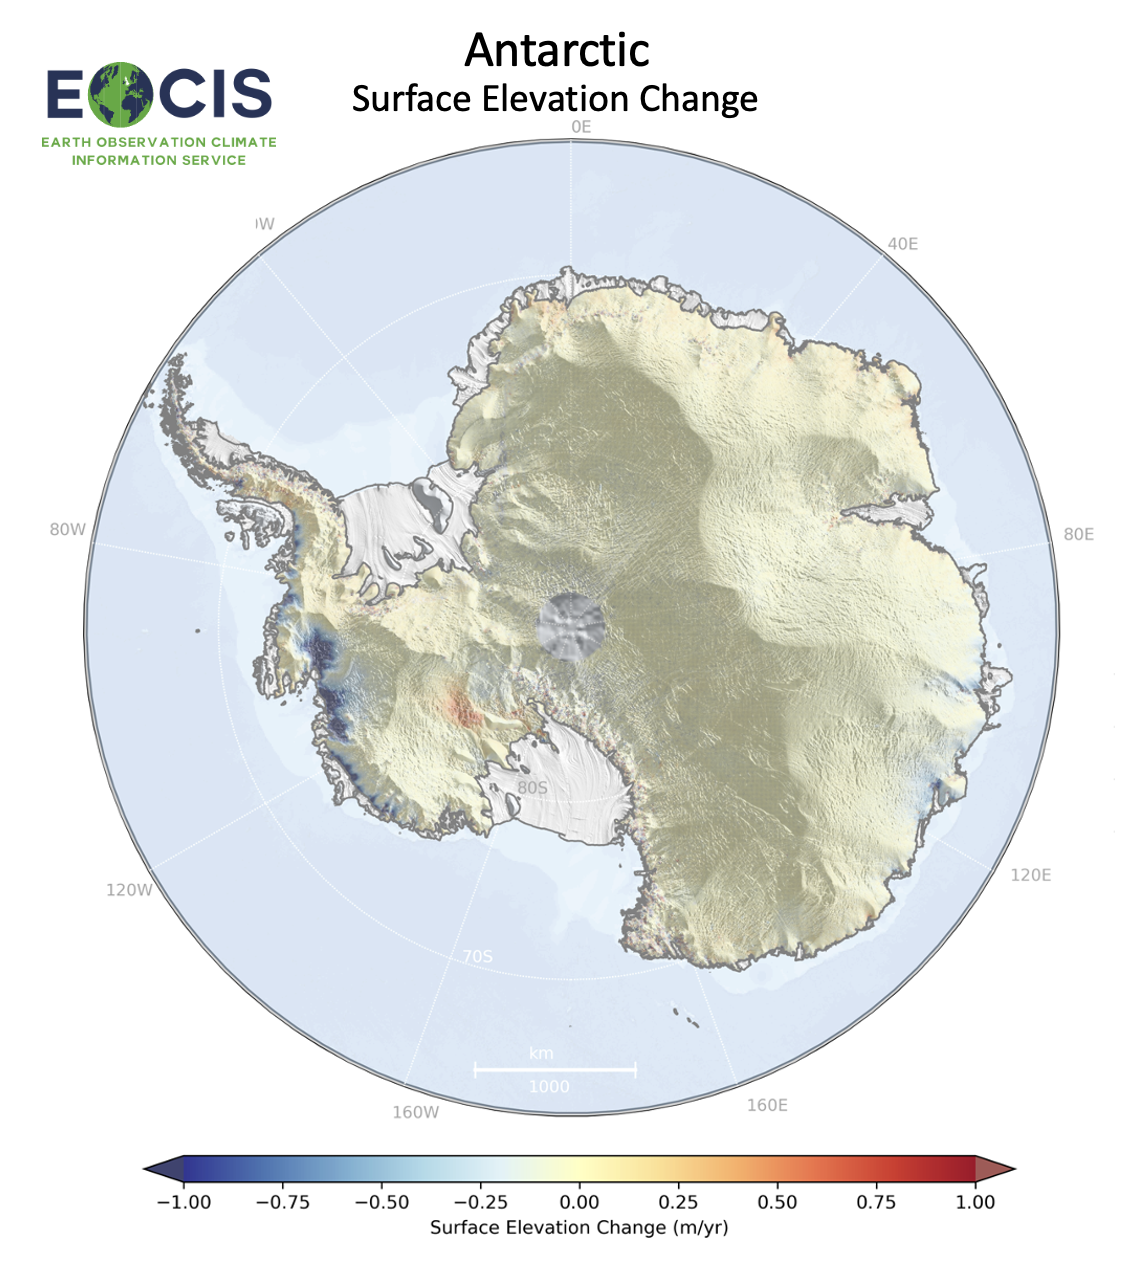 Antarctic
Surface Elevation Change
EOCIS
EARTH OBSERVATION CLIMATE
INFORMATION SERVICE
0E
W
40E
80W
80E
80S
120W
120E
70S
km
1000
160W
160E
−1.00 −0.75 −0.50 −0.25 0.00 0.25 0.50 0.75 1.00
Surface Elevation Change (m/yr)